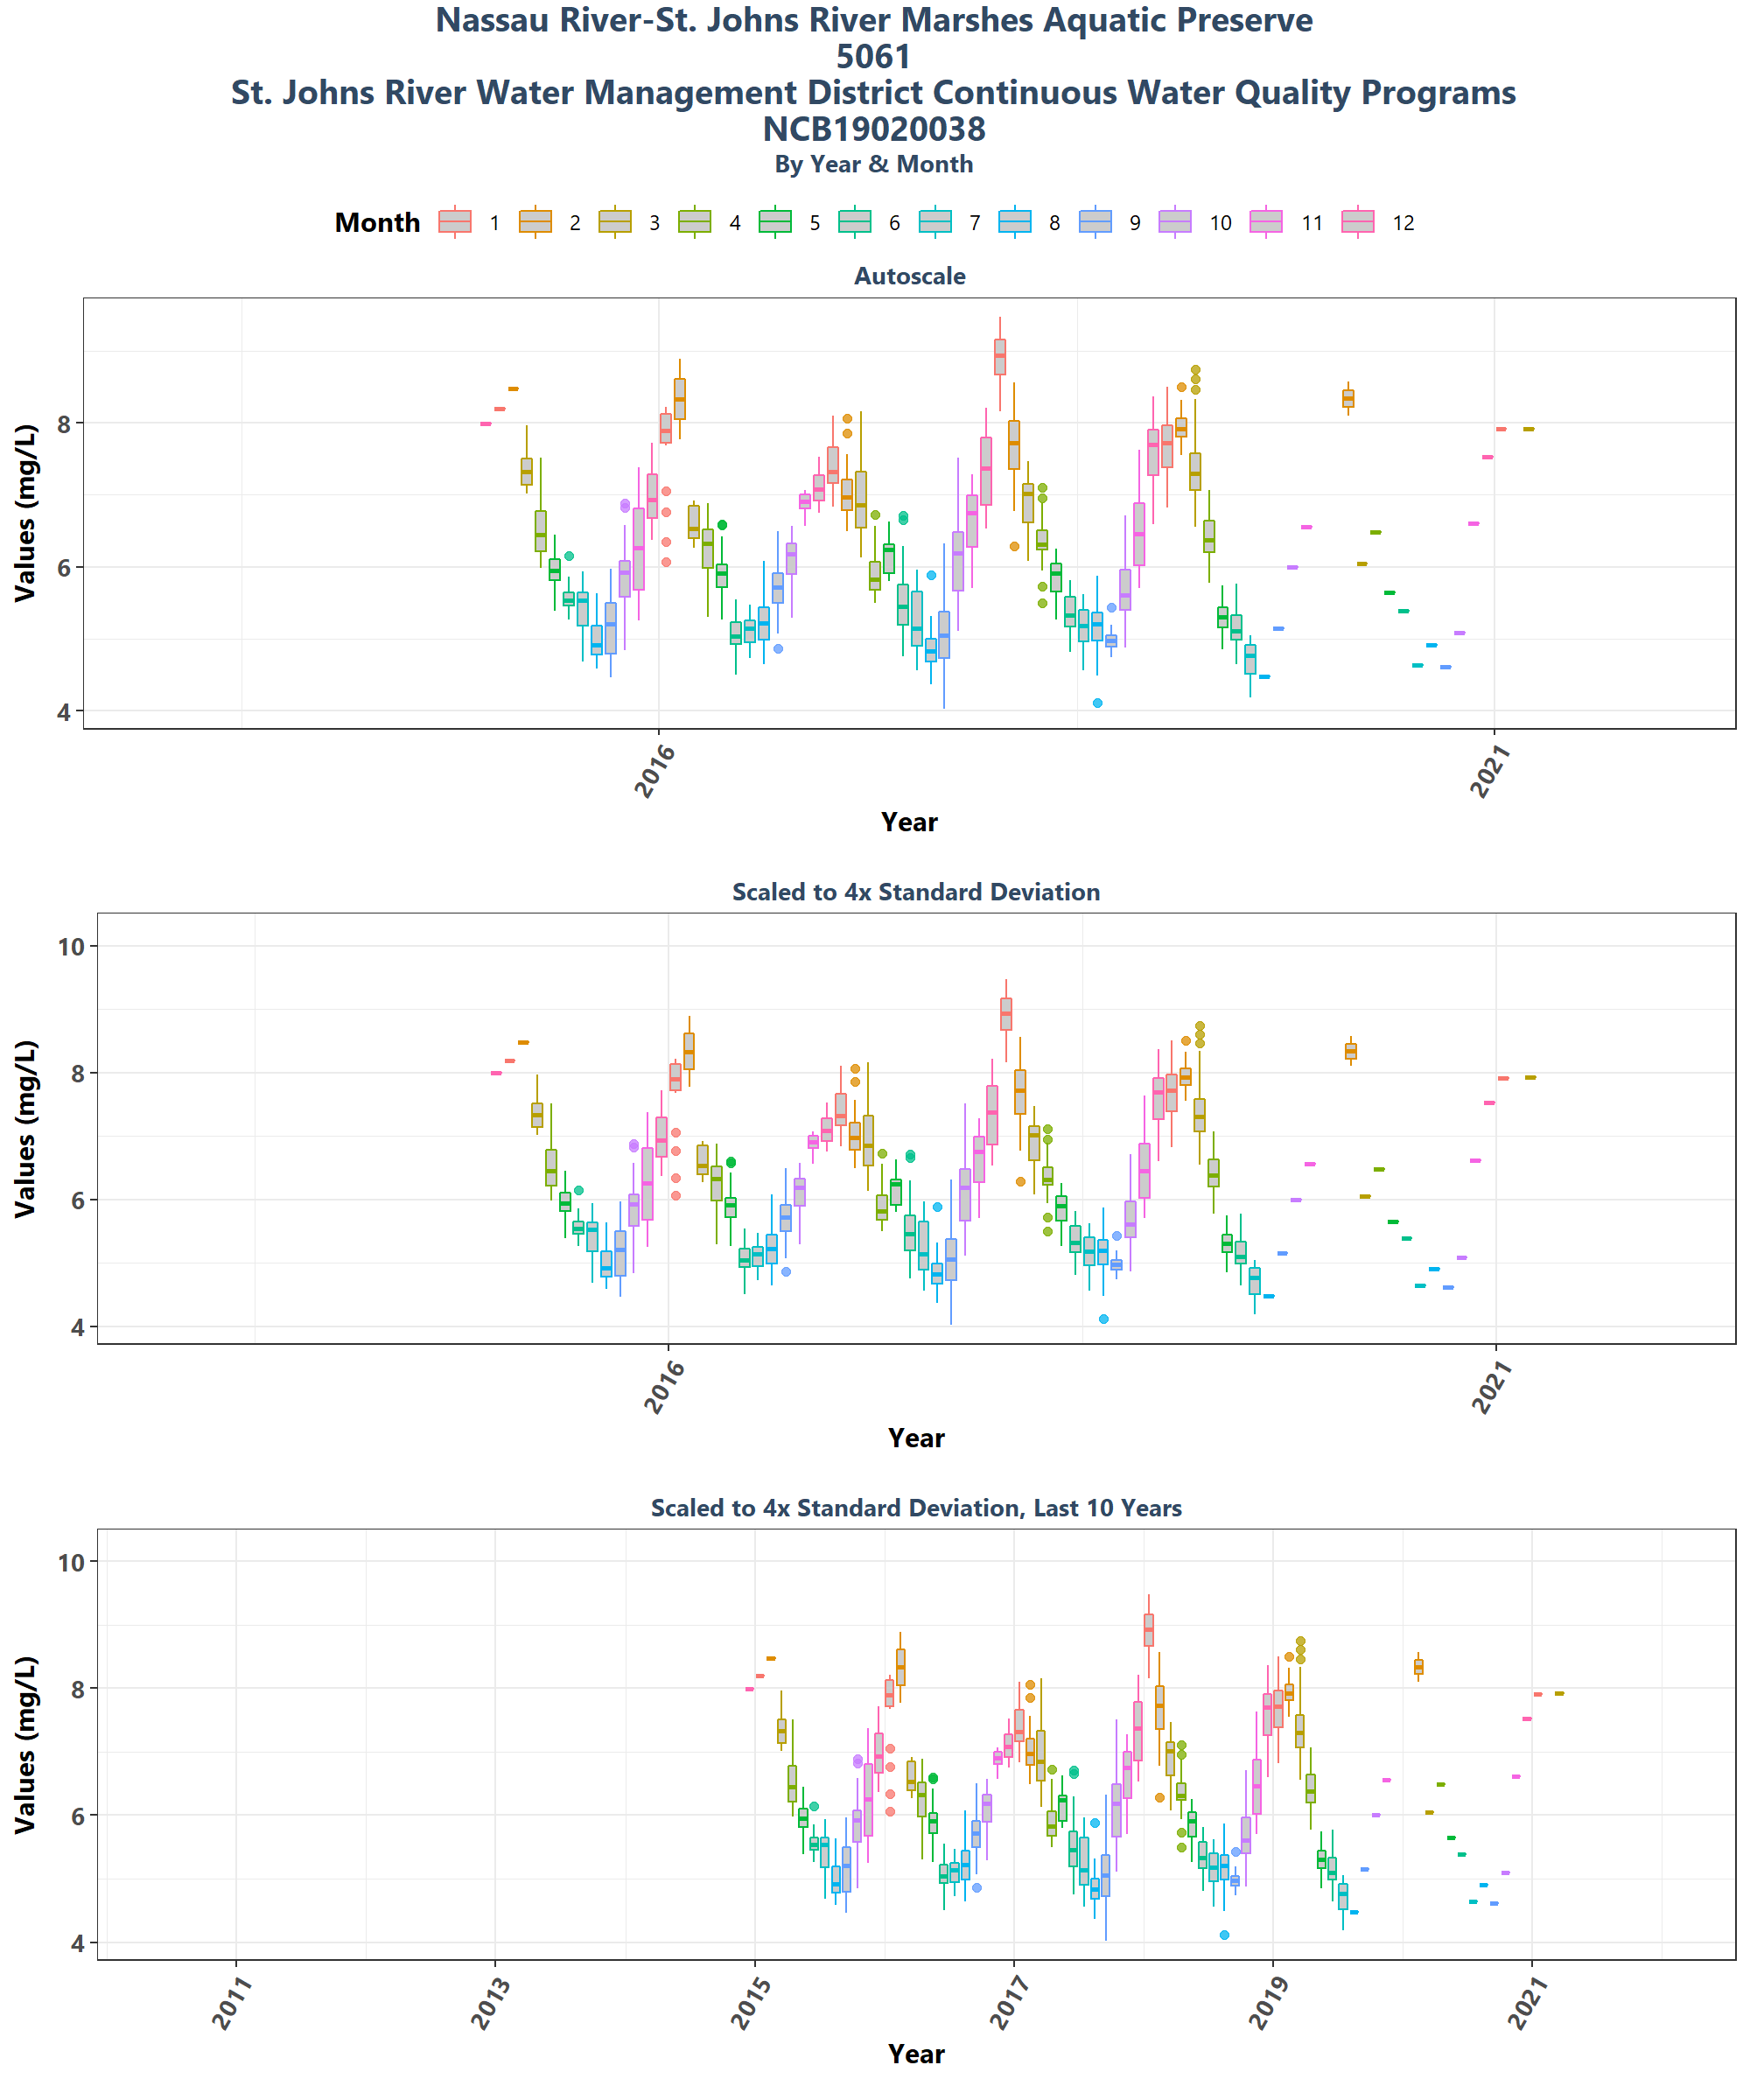 Nassau River-St. Johns River Marshes Aquatic Preserve
5061
St. Johns River Water Management District Continuous Water Quality Programs
NCB19020038
By Year & Month
Month 1 2 3 4 5 6 7 8 9 10 11 12
Autoscale
Values (mg/L)
8
6
4
2016 2021
Year
Scaled to 4x Standard Deviation
Values (mg/L)
10
8
6
4
2016 2021
Year
Scaled to 4x Standard Deviation, Last 10 Years
Values (mg/L)
10
8
6
4
2011 2013 2015 2017 2019 2021
Year